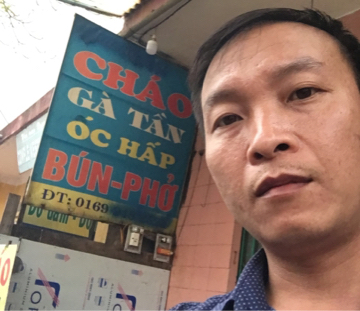 CHÁO
GÀ TẦN
ỐC HẤP
BÚN-PHỞ
ĐT: 0169